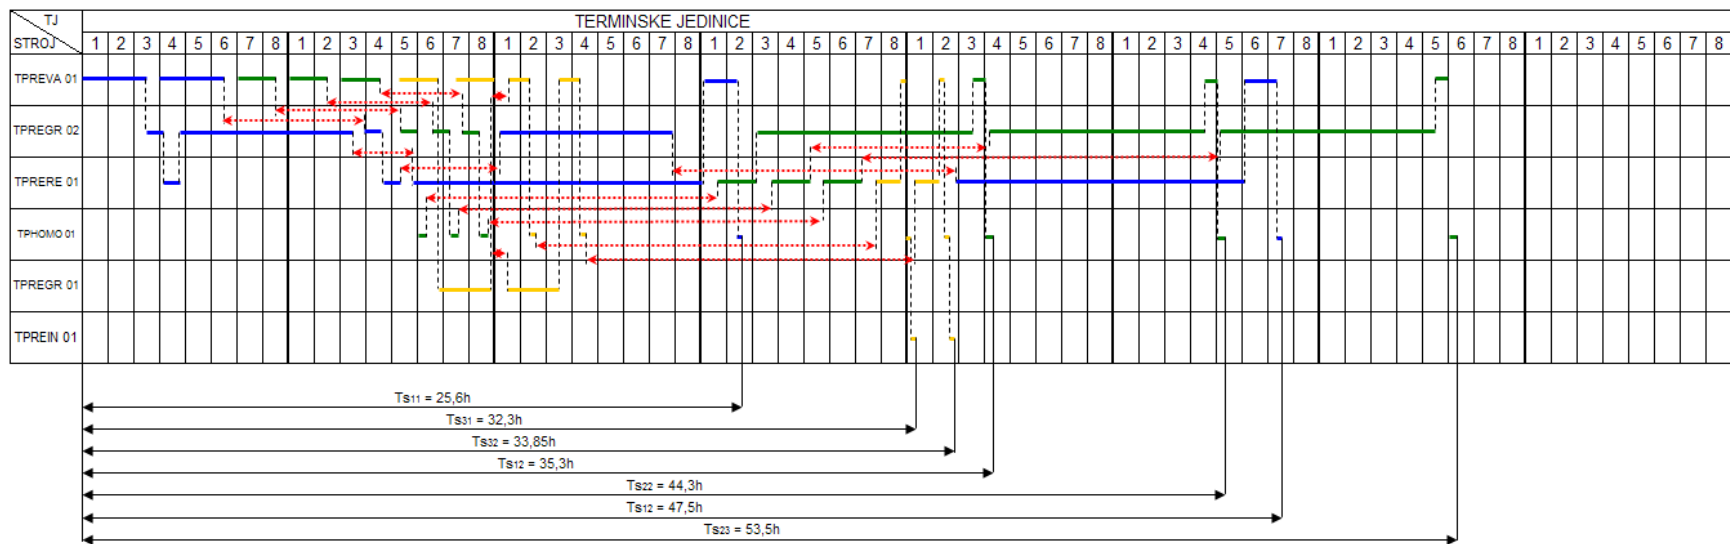 TJ
TERMINSKE JEDINICE
STROJ
1 2 3 4 5 6 7 8 1 2 3 4 5 6 7 8 1 2 3 4 5 6 7 8 1 2 3 4 5 6 7 8 1 2 3 4 5 6 7 8 1 2 3 4 5 6 7 8 1 2 3 4 5 6 7 8 1 2 3 4 5 6 7 8
TPREVA 01
TPREGR 02
TPRERE 01
TPHOMO 01
TPREGR 01
TPREIN 01
Ts11 = 25,6h
Ts31 = 32,3h
Ts32 = 33,85h
Ts12 = 35,3h
Ts22 = 44,3h
Ts12 = 47,5h
Ts23 = 53,5h